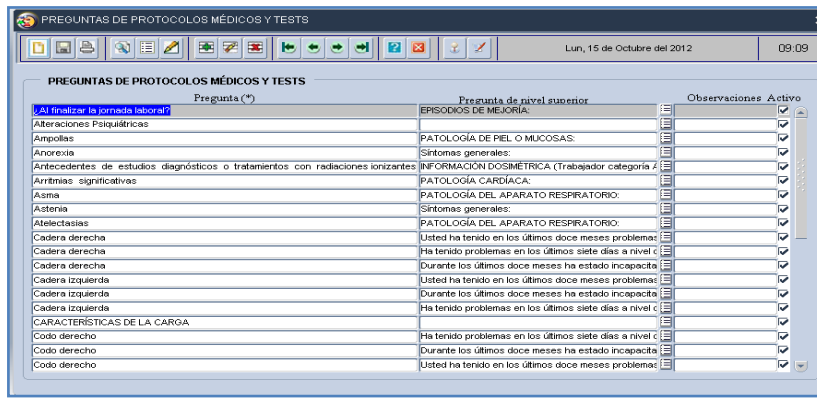 PREGUNTAS DE PROTOCOLOS MÉDICOS Y TESTS
Lun, 15 de Octubre del 2012 09:09
PREGUNTAS DE PROTOCOLOS MÉDICOS Y TESTS
Pregunta (*) Pregunta de nivel superior Observaciones Activo
¿Al finalizar la jornada laboral? EPISODIOS DE MEJORÍA:
Alteraciones Psiquiátricas
Ampollas PATOLOGÍA DE PIEL O MUCOSAS:
Anorexia Síntomas generales:
Antecedentes de estudios diagnósticos o tratamientos con radiaciones ionizantes INFORMACIÓN DOSIMÉTRICA (Trabajador categoría A
Arritmias significativas PATOLOGÍA CARDÍACA:
Asma PATOLOGÍA DEL APARATO RESPIRATORIO:
Astenia Síntomas generales:
Atelectasias PATOLOGÍA DEL APARATO RESPIRATORIO:
Cadera derecha Usted ha tenido en los últimos doce meses problemas
Cadera derecha Ha tenido problemas en los últimos siete días a nivel d
Cadera derecha Durante los últimos doce meses ha estado incapacita
Cadera izquierda Usted ha tenido en los últimos doce meses problemas
Cadera izquierda Durante los últimos doce meses ha estado incapacita
Cadera izquierda Ha tenido problemas en los últimos siete días a nivel d
CARACTERÍSTICAS DE LA CARGA
Codo derecho Ha tenido problemas en los últimos siete días a nivel d
Codo derecho Durante los últimos doce meses ha estado incapacita
Codo derecho Usted ha tenido en los últimos doce meses problemas